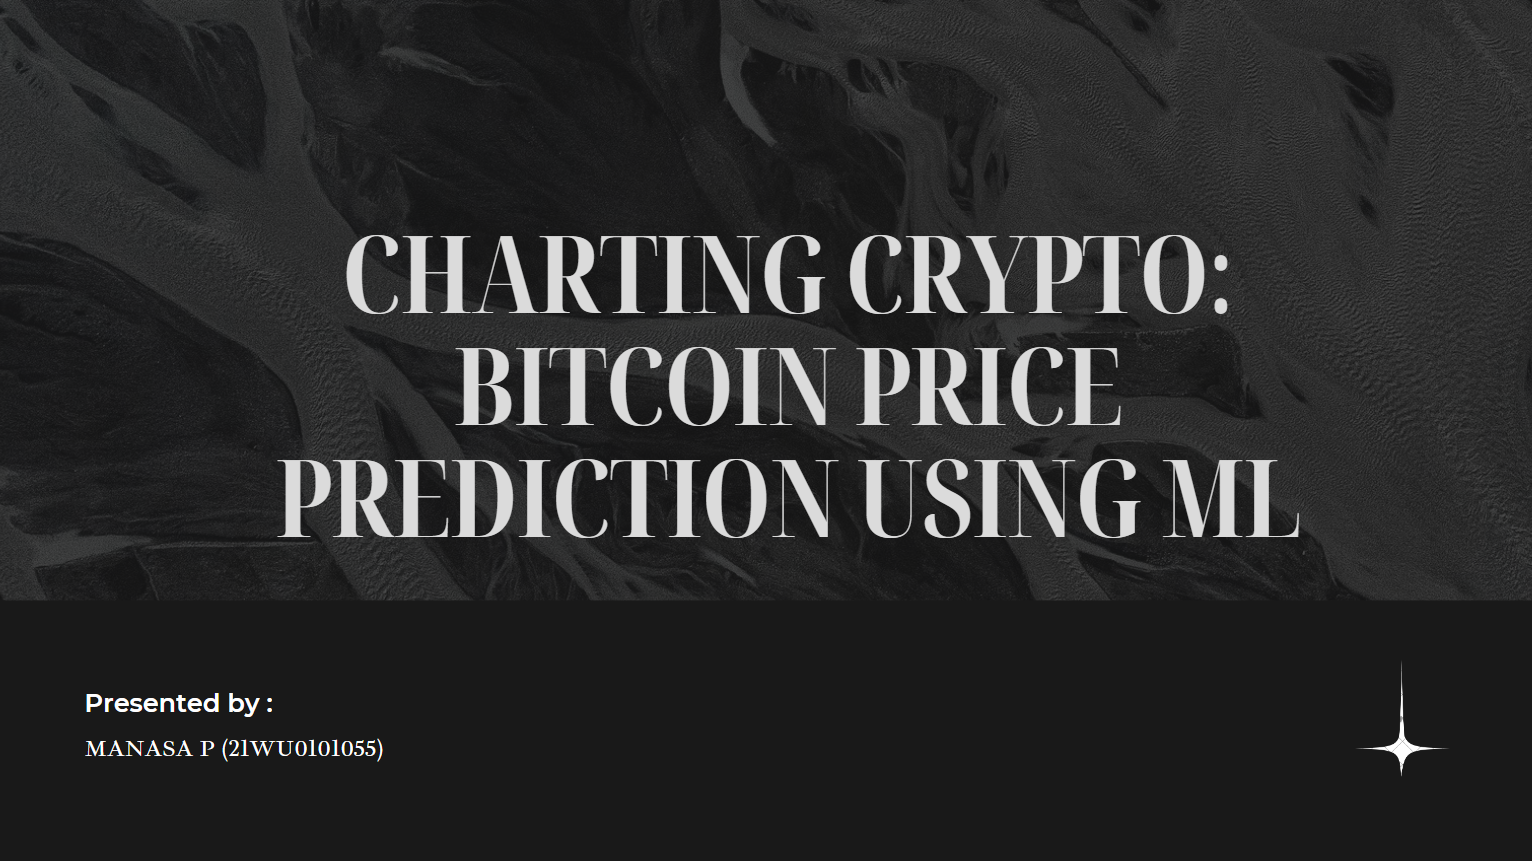 CHARTING CRYPTO:
BITCOIN PRICE
PREDICTION USING ML
Presented by :
MANASA P (21WU0101055)